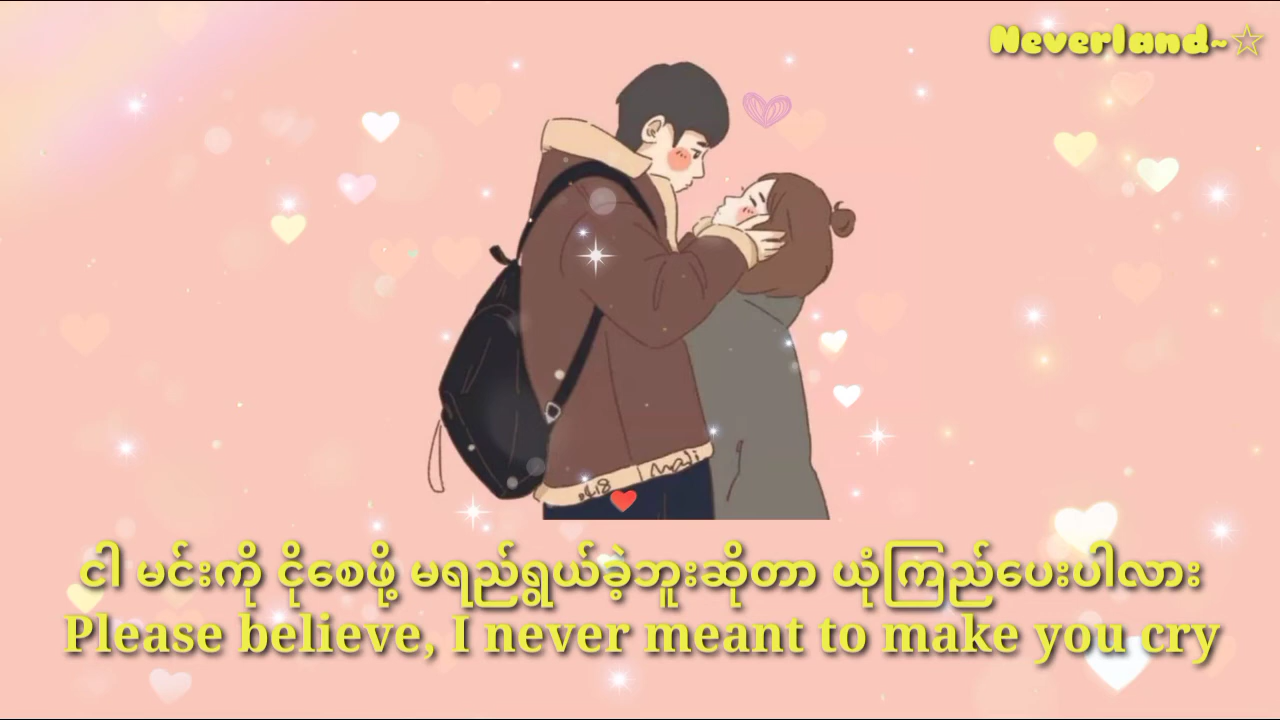 Neverland~☆
ငါ မင်းကို ငိုစေဖို့ မရည်ရွယ်ခဲ့ဘူးဆိုတာ ယုံကြည်ပေးပါလား
Please believe, I never meant to make you cry